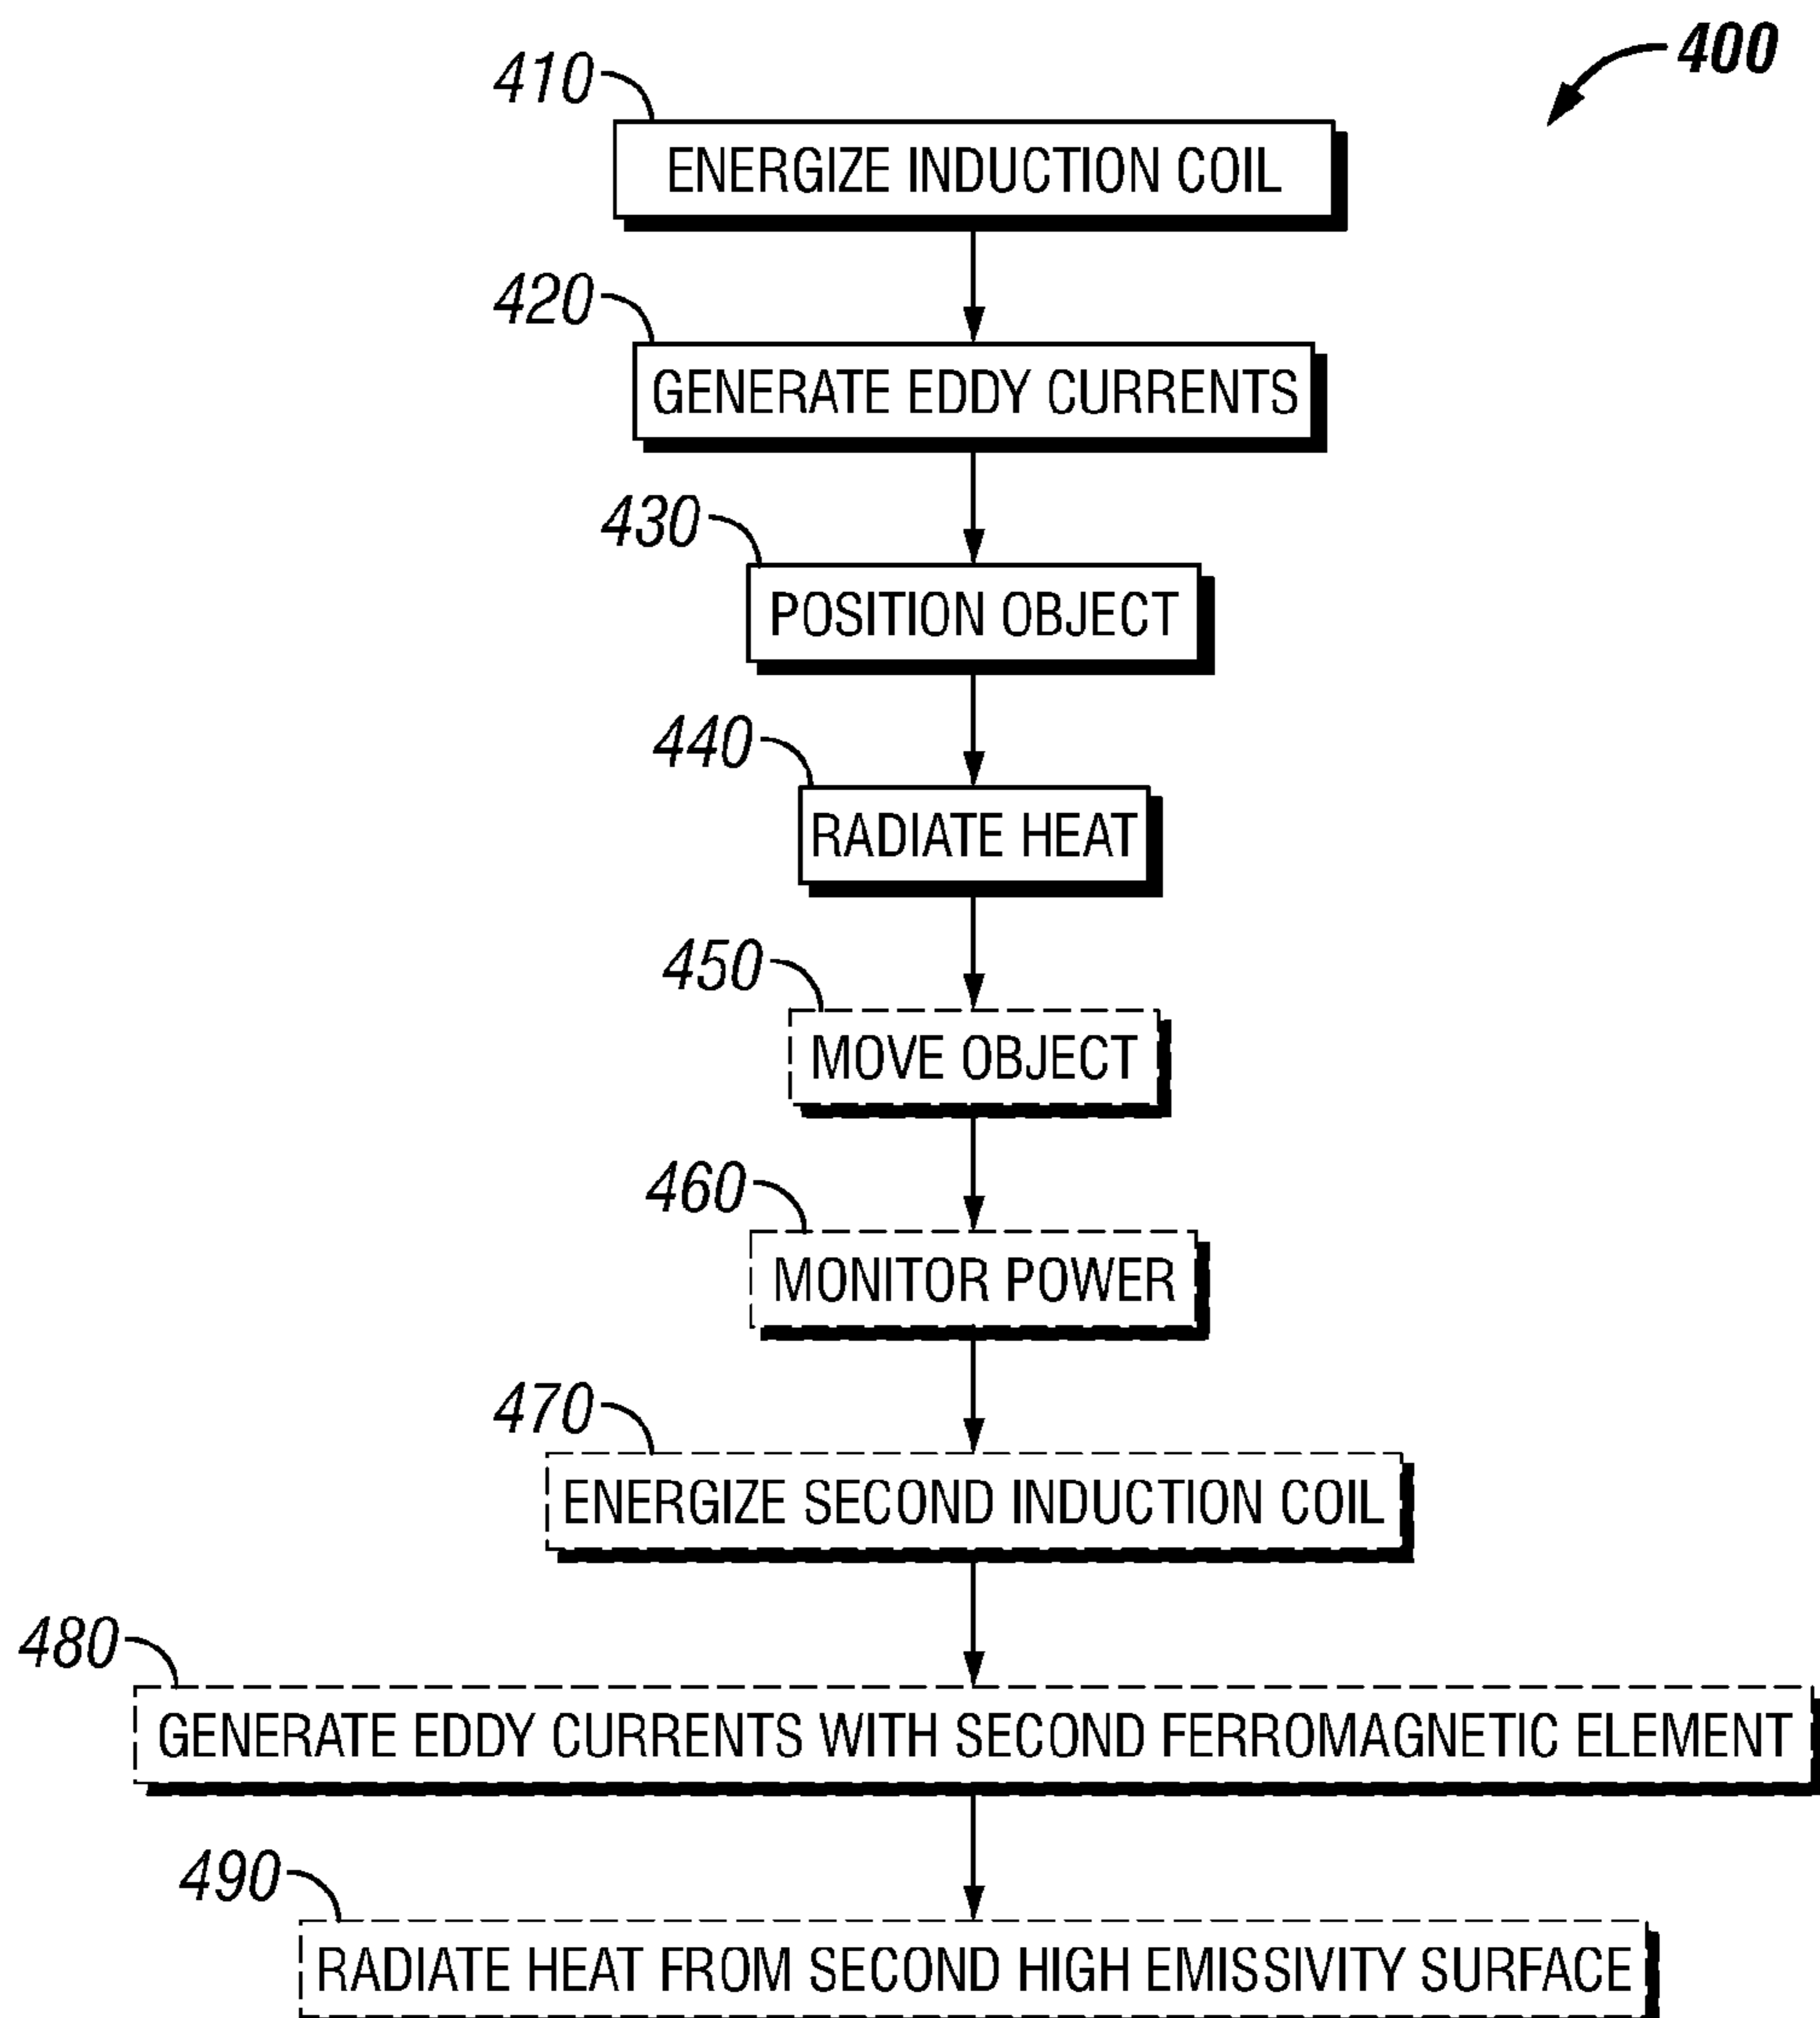 400
410
ENERGIZE INDUCTION COIL
420
GENERATE EDDY CURRENTS
430
POSITION OBJECT
440
RADIATE HEAT
450
MOVE OBJECT
460
MONITOR POWER
470
ENERGIZE SECOND INDUCTION COIL
480
GENERATE EDDY CURRENTS WITH SECOND FERROMAGNETIC ELEMENT
490
RADIATE HEAT FROM SECOND HIGH EMISSIVITY SURFACE